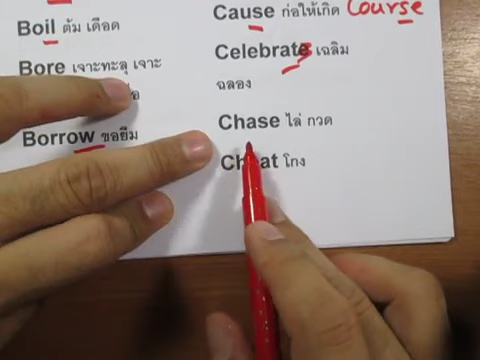 Boil ต้ม เดือด
Bore เจาะทะลุ เจาะ
Borrow ขอยืม
Cause ก่อให้เกิด Course
Celebrate เฉลิม
ฉลอง
Chase ไล่ กวด
Cheat โกง